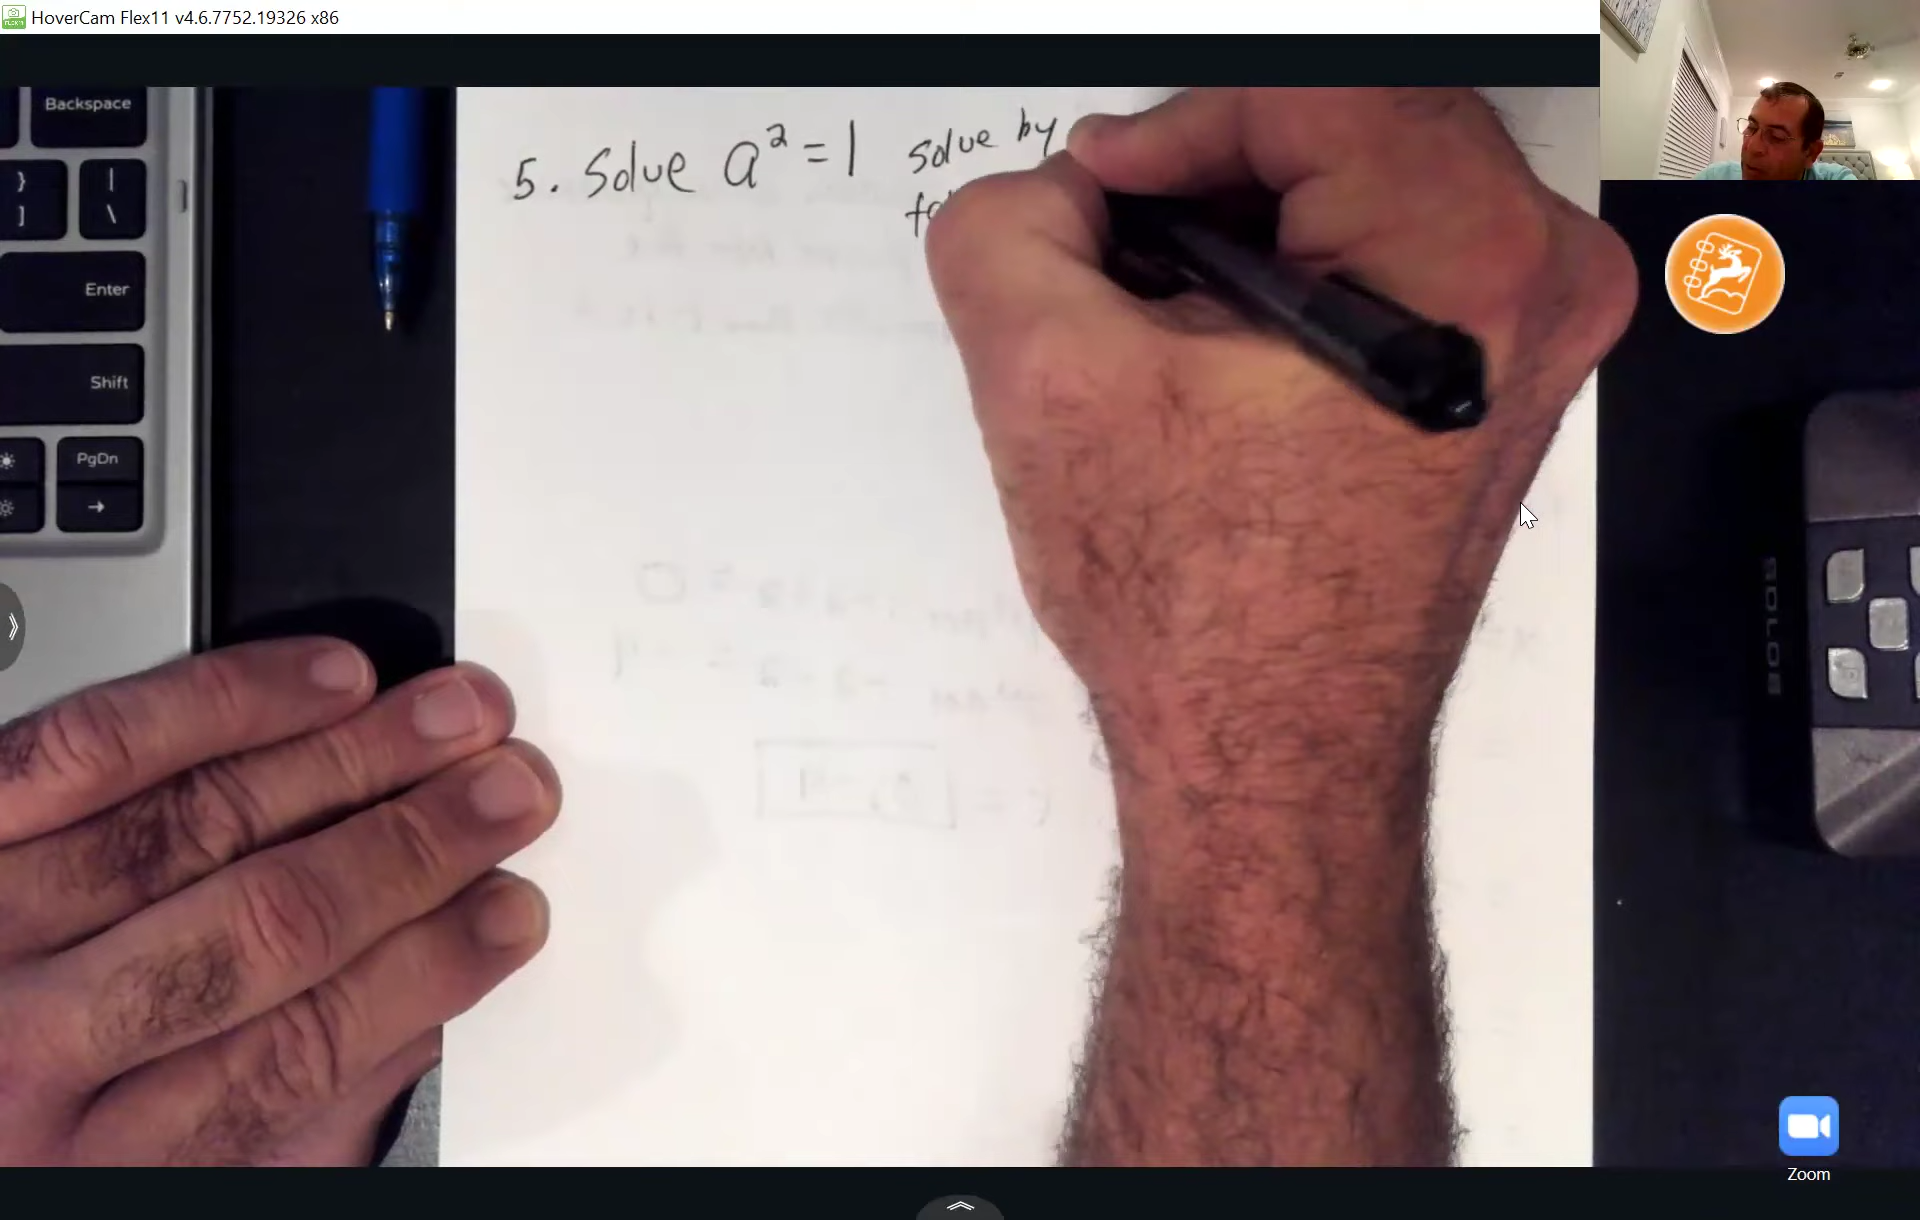 HoverCam Flex11 v4.6.7752.19326 x86
Backspace
}
]
|
\
Enter
Shift
PgDn
→
5. Solve a² = 1 solve by
Zoom